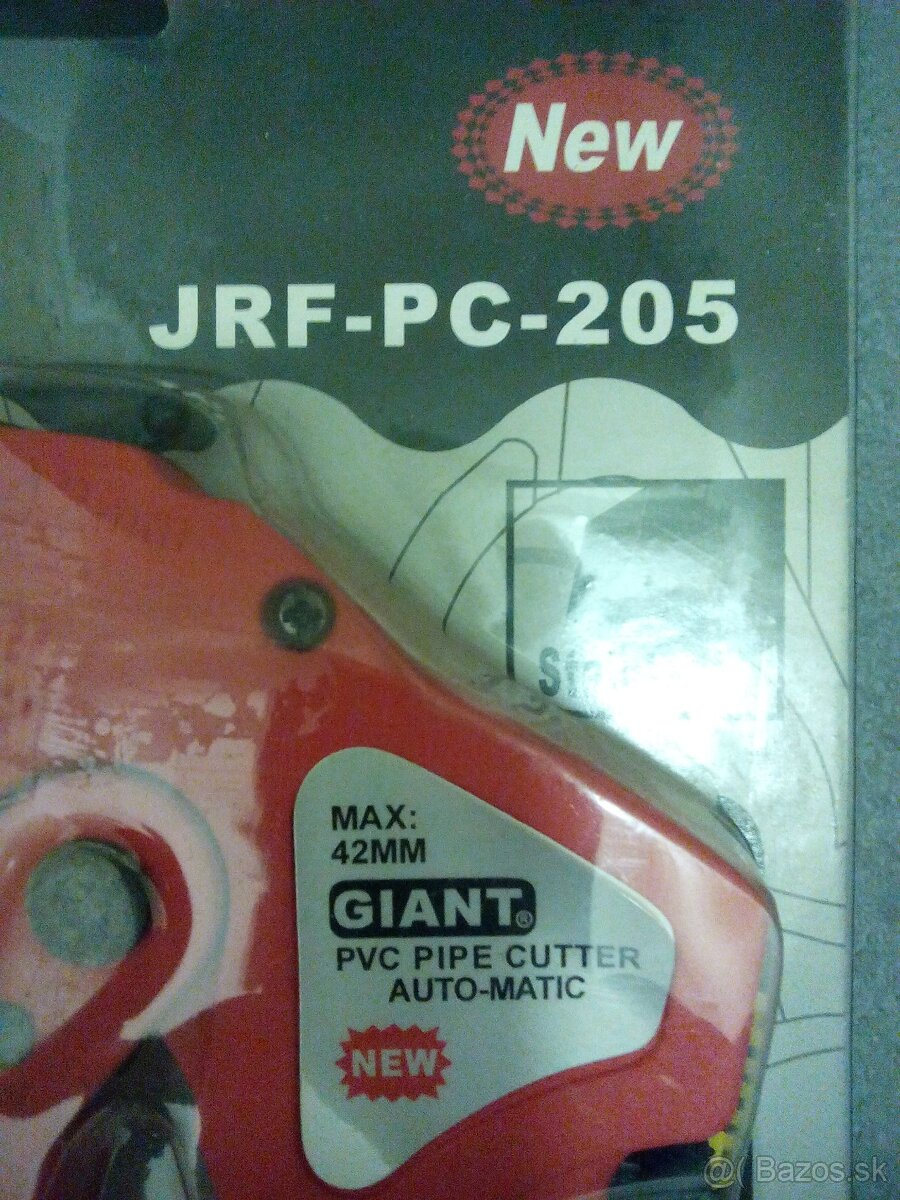 New
JRF-PC-205
MAX:
42MM
GIANT®
PVC PIPE CUTTER
AUTO-MATIC
NEW
@( Bazos.sk